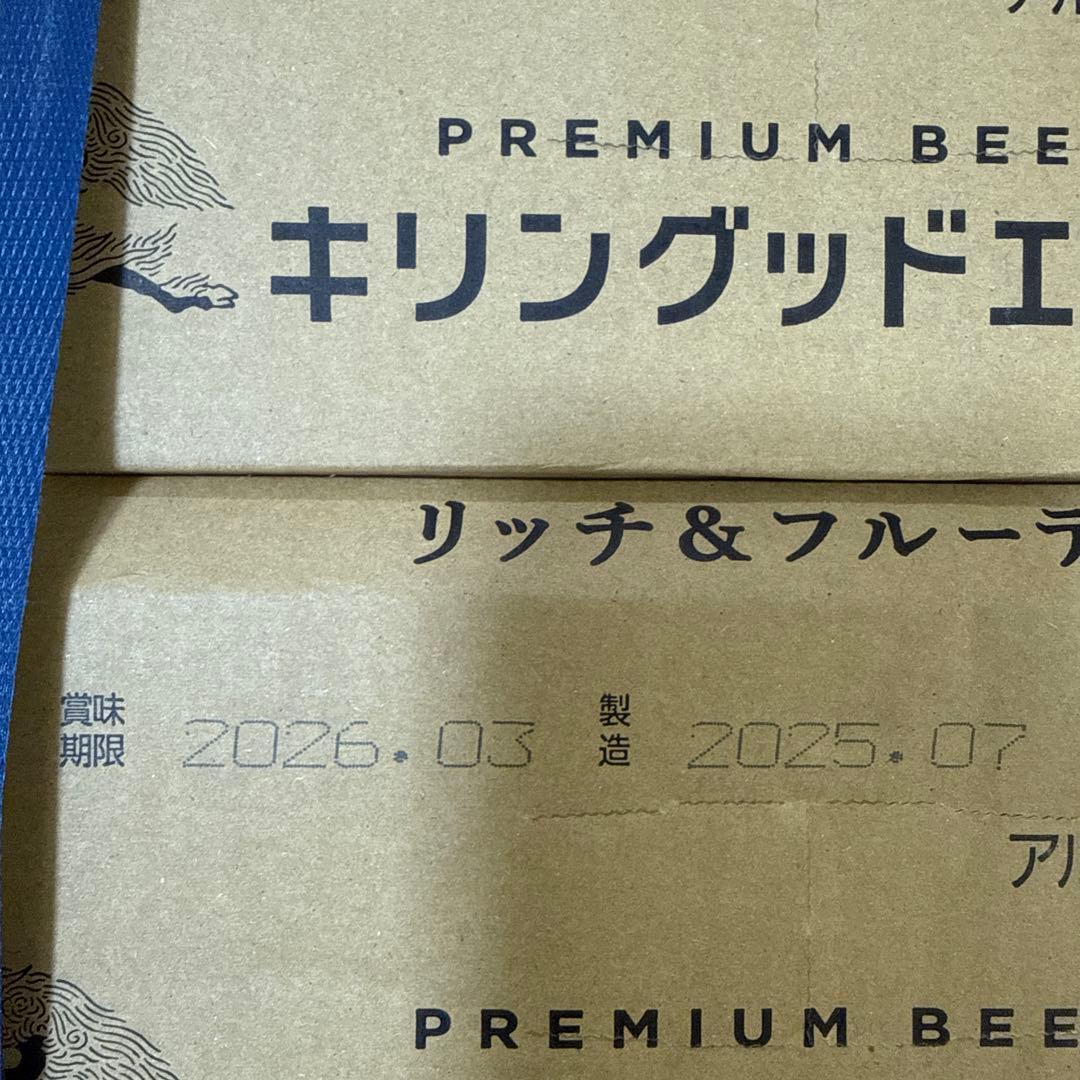 PREMIUM BEE
キリングッドエ
リッチ&フルーテ
賞味期限 2026.03 製造 2025.07
アル
PREMIUM BEE